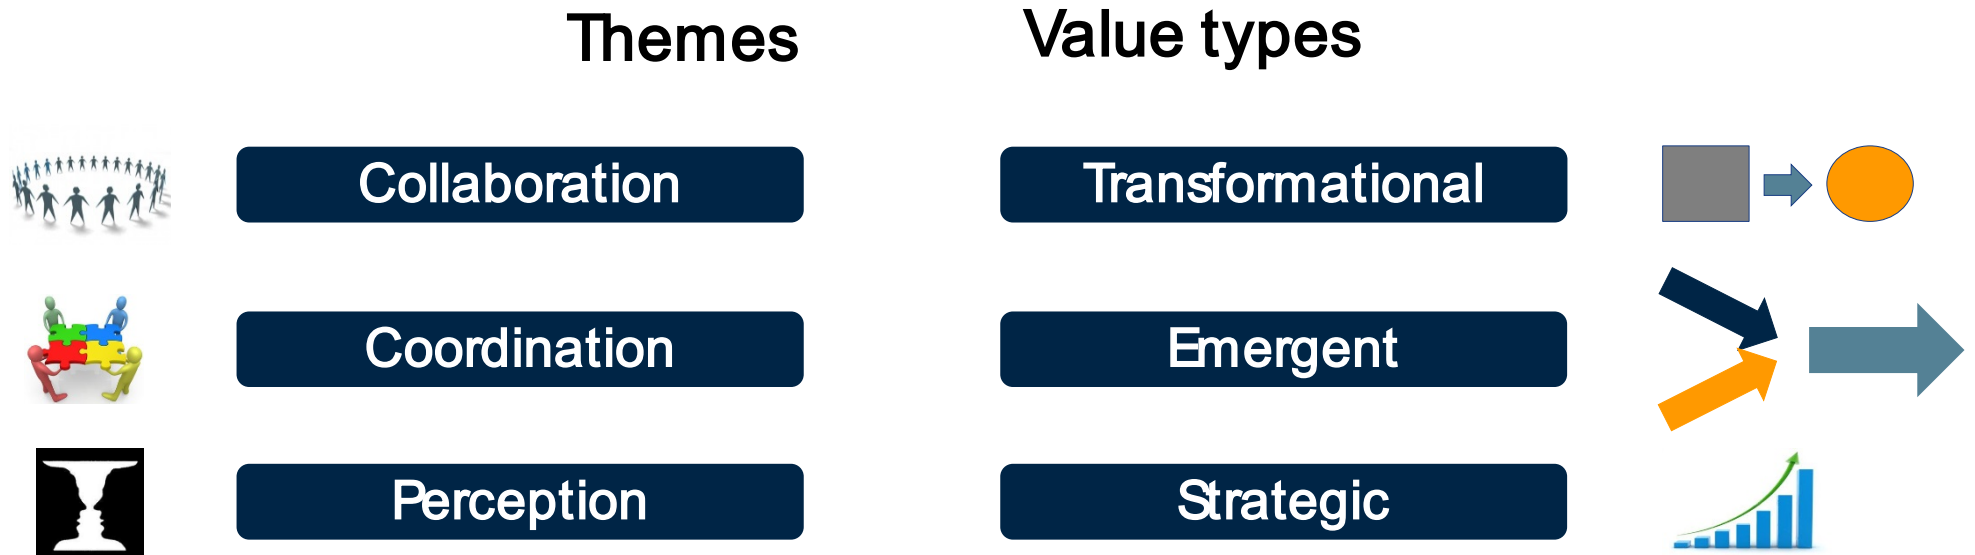 Themes
Value types
Collaboration
Transformational
Coordination
Emergent
Perception
Strategic